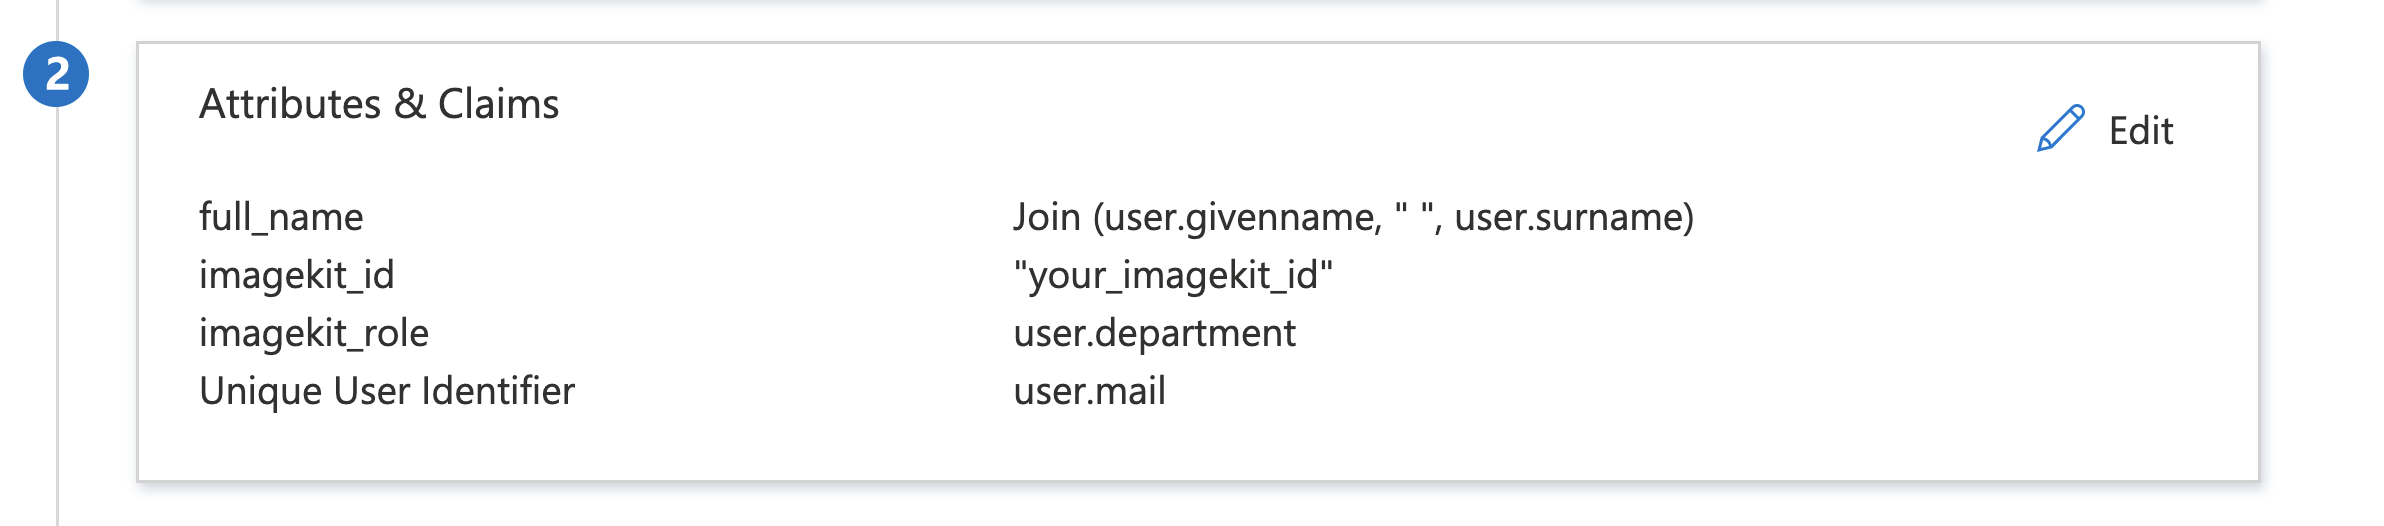 2
Attributes & Claims
Edit
full_name Join (user.givenname, " ", user.surname)
imagekit_id "your_imagekit_id"
imagekit_role user.department
Unique User Identifier user.mail